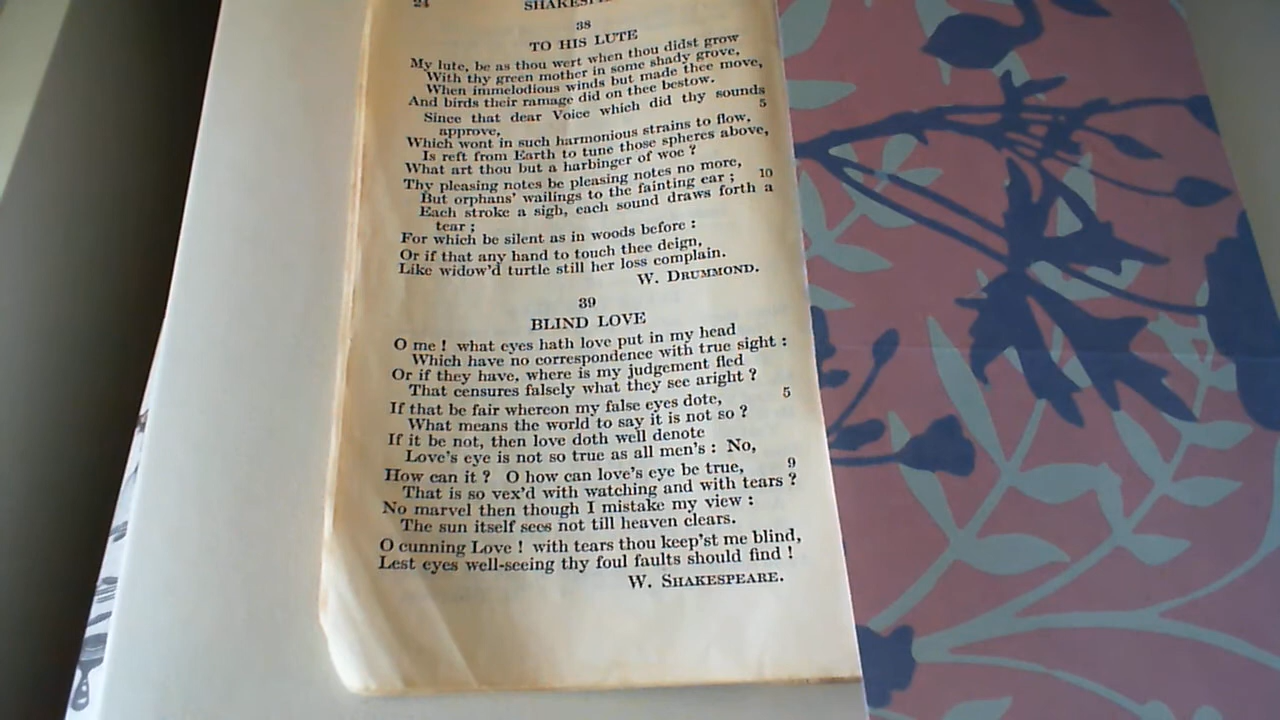 24
38
TO HIS LUTE
My lute, be as thou wert when thou didst grow
With thy green mother in some shady grove,
When immelodious winds but made thee move,
And birds their ramage did on thee bestow.
Since that dear Voice which did thy sounds 5
approve,
Which wont in such harmonious strains to flow,
Is reft from Earth to tune those spheres above,
What art thou but a harbinger of woe ?
Thy pleasing notes be pleasing notes no more,
But orphans' wailings to the fainting ear ; 10
Each stroke a sigh, each sound draws forth a
tear ;
For which be silent as in woods before :
Or if that any hand to touch thee deign,
Like widow'd turtle still her loss complain.
W. DRUMMOND.
39
BLIND LOVE
O me ! what eyes hath love put in my head
Which have no correspondence with true sight :
Or if they have, where is my judgement fled
That censures falsely what they see aright ?
If that be fair whereon my false eyes dote, 5
What means the world to say it is not so ?
If it be not, then love doth well denote
Love's eye is not so true as all men's : No,
How can it ? O how can love's eye be true, 9
That is so vex'd with watching and with tears ?
No marvel then though I mistake my view :
The sun itself sees not till heaven clears.
O cunning Love ! with tears thou keep'st me blind,
Lest eyes well-seeing thy foul faults should find !
W. SHAKESPEARE.